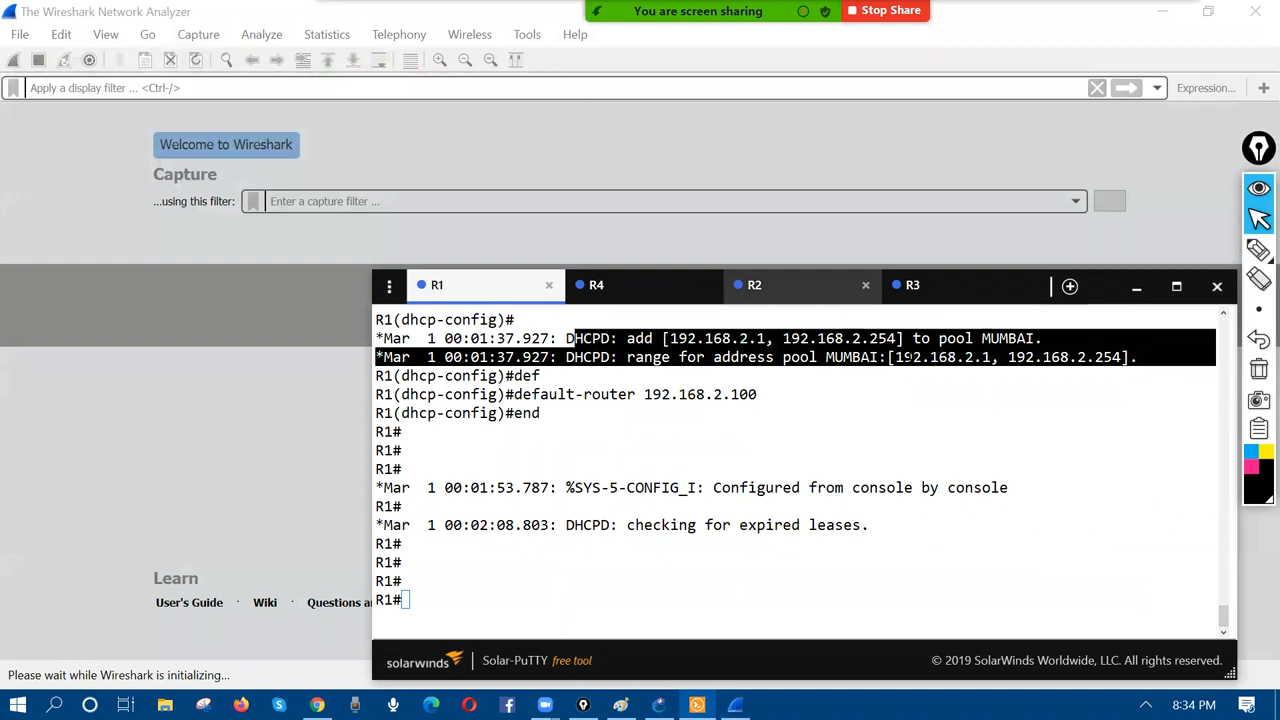 The Wireshark Network Analyzer
You are screen sharing
Stop Share
File Edit View Go Capture Analyze Statistics Telephony Wireless Tools Help
Apply a display filter ... <Ctrl-/>
Expression...
Welcome to Wireshark
Capture
...using this filter: Enter a capture filter ...
R1 R4 R2 R3
R1(dhcp-config)#
*Mar  1 00:01:37.927: DHCPD: add [192.168.2.1, 192.168.2.254] to pool MUMBAI.
*Mar  1 00:01:37.927: DHCPD: range for address pool MUMBAI:[192.168.2.1, 192.168.2.254].
R1(dhcp-config)#def
R1(dhcp-config)#default-router 192.168.2.100
R1(dhcp-config)#end
R1#
R1#
R1#
*Mar  1 00:01:53.787: %SYS-5-CONFIG_I: Configured from console by console
R1#
*Mar  1 00:02:08.803: DHCPD: checking for expired leases.
R1#
R1#
R1#
R1#
Learn
User's Guide · Wiki · Questions a
solarwinds | Solar-PuTTY free tool © 2019 SolarWinds Worldwide, LLC. All rights reserved.
Please wait while Wireshark is initializing...
8:34 PM